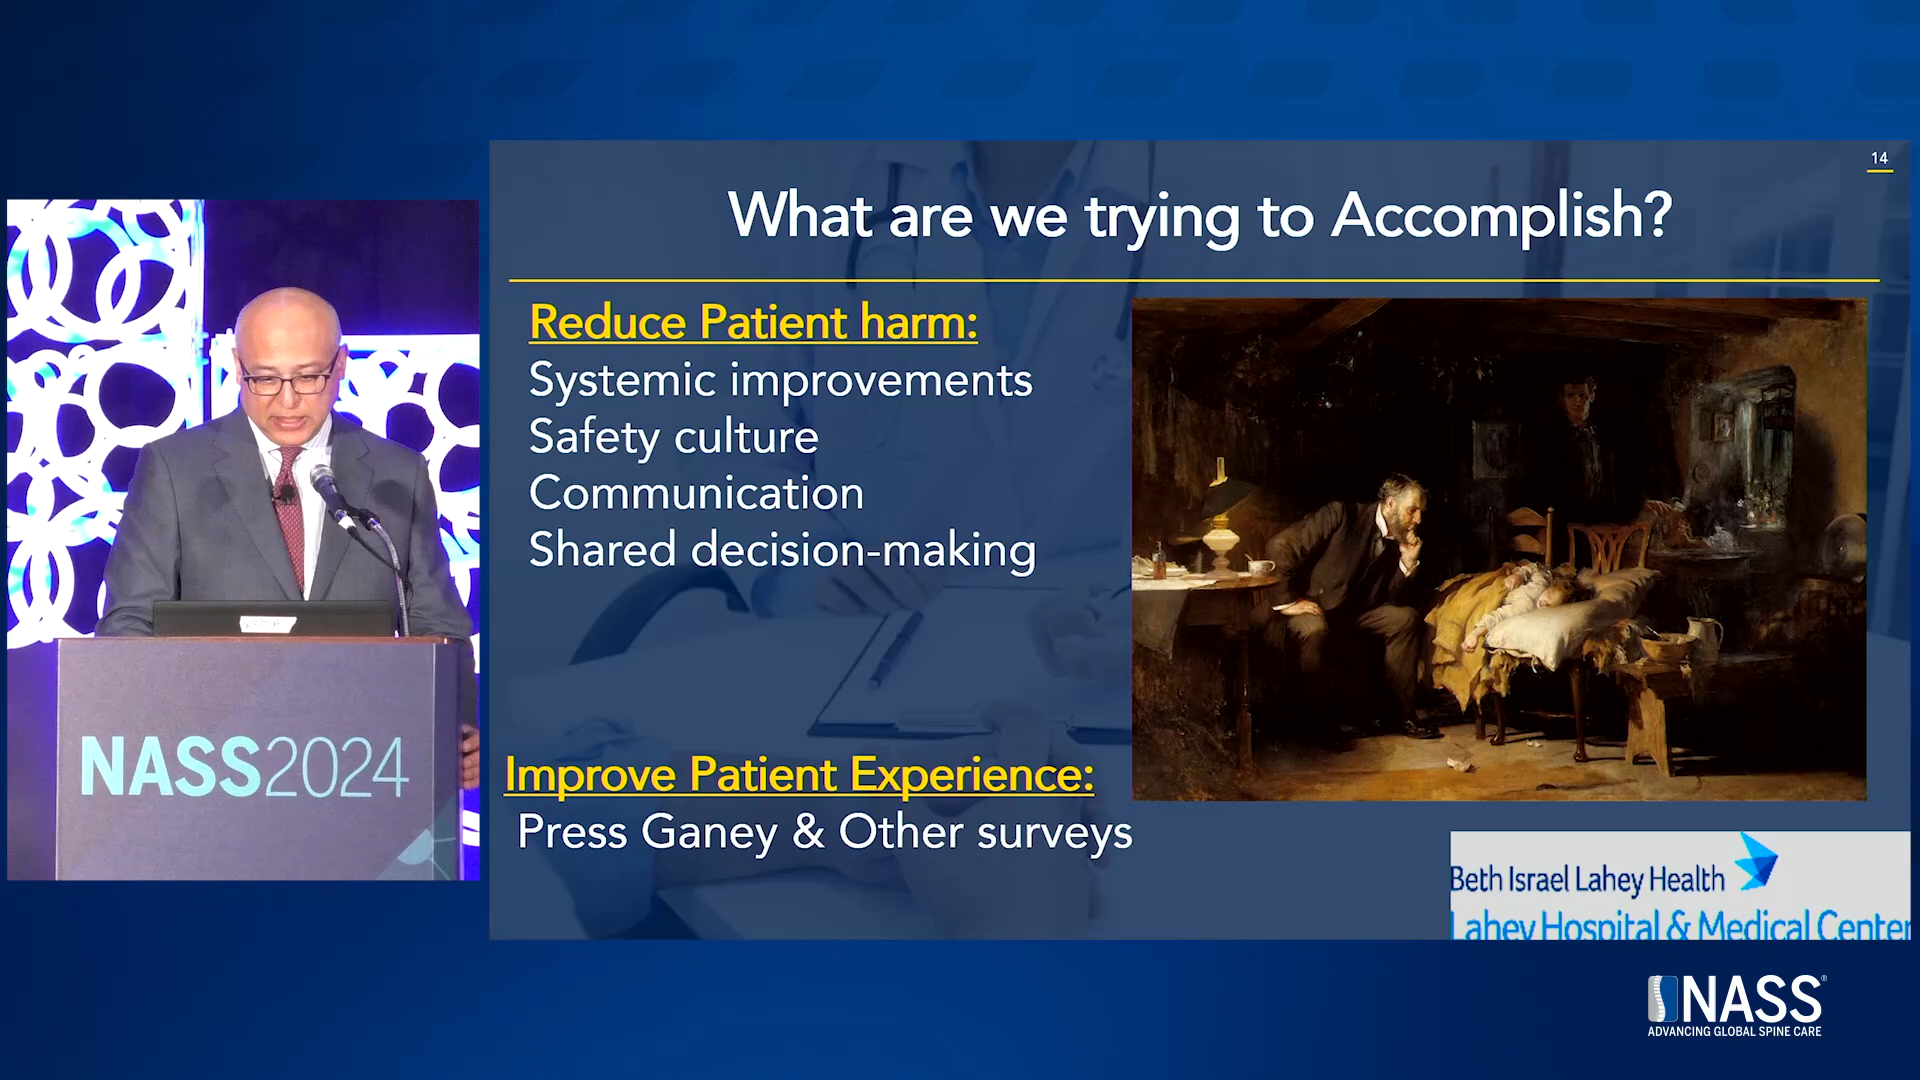 14
What are we trying to Accomplish?
Reduce Patient harm:
Systemic improvements
Safety culture
Communication
Shared decision-making
Improve Patient Experience:
Press Ganey & Other surveys
Beth Israel Lahey Health
Lahey Hospital & Medical Center
NASS2024
NASS®
ADVANCING GLOBAL SPINE CARE